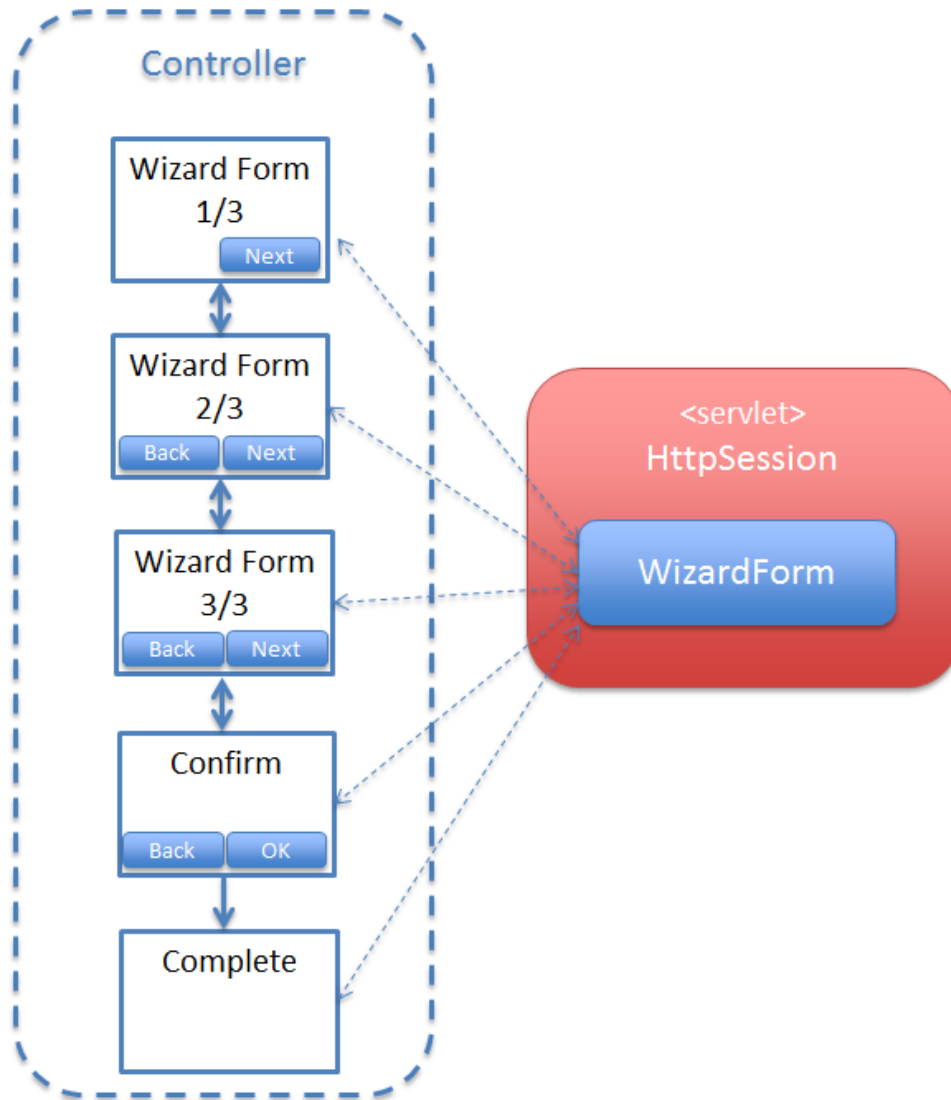 Controller
Wizard Form
1/3
Next
Wizard Form
2/3
Back Next
Wizard Form
3/3
Back Next
Confirm
Back OK
Complete
<servlet>
HttpSession
WizardForm